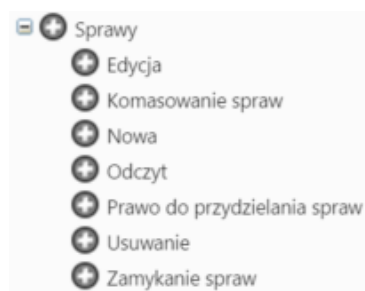 Sprawy
Edycja
Komasowanie spraw
Nowa
Odczyt
Prawo do przydzielania spraw
Usuwanie
Zamykanie spraw